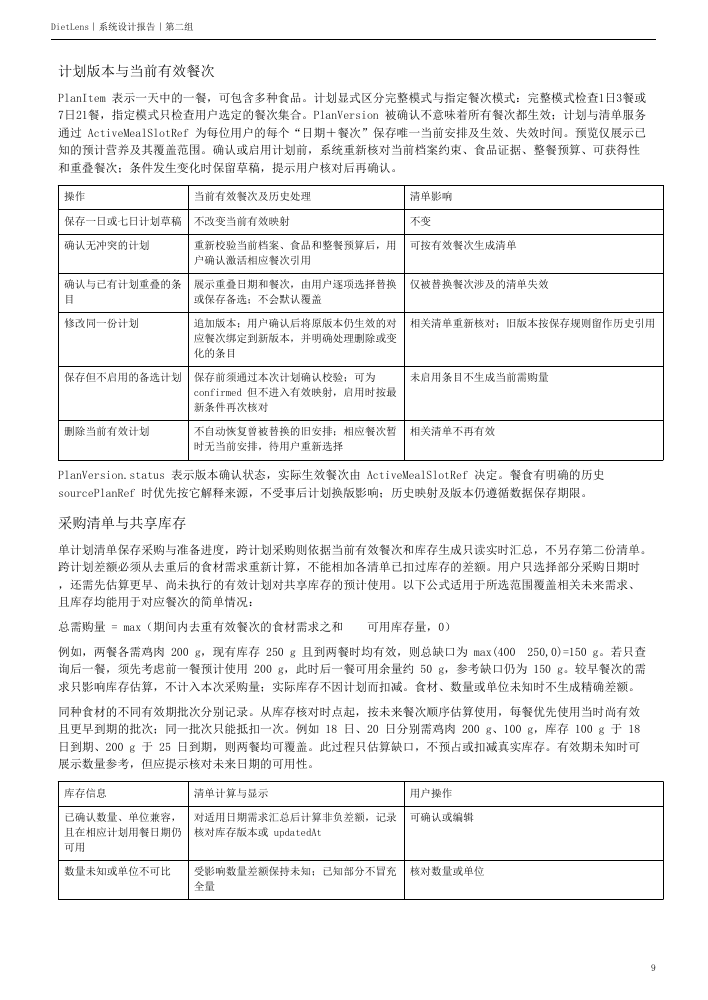 DietLens | 系统设计报告 | 第二组
计划版本与当前有效餐次
PlanItem 表示一天中的一餐，可包含多种食品。计划显式区分完整模式与指定餐次模式：完整模式检查1日3餐或
7日21餐，指定模式只检查用户选定的餐次集合。PlanVersion 被确认不意味着所有餐次都生效；计划与清单服务
通过 ActiveMealSlotRef 为每位用户的每个“日期＋餐次”保存唯一当前安排及生效、失效时间。预览仅展示已
知的预计营养及其覆盖范围。确认或启用计划前，系统重新核对当前档案约束、食品证据、整餐预算、可获得性
和重叠餐次；条件发生变化时保留草稿，提示用户核对后再确认。
操作
当前有效餐次及历史处理
清单影响
保存一日或七日计划草稿
不改变当前有效映射
不变
确认无冲突的计划
重新校验当前档案、食品和整餐预算后，用
户确认激活相应餐次引用
可按有效餐次生成清单
确认与已有计划重叠的条
目
展示重叠日期和餐次，由用户逐项选择替换
或保存备选；不会默认覆盖
仅被替换餐次涉及的清单失效
修改同一份计划
追加版本；用户确认后将原版本仍生效的对
应餐次绑定到新版本，并明确处理删除或变
化的条目
相关清单重新核对；旧版本按保存规则留作历史引用
保存但不启用的备选计划
保存前须通过本次计划确认校验；可为
confirmed 但不进入有效映射，启用时按最
新条件再次核对
未启用条目不生成当前需购量
删除当前有效计划
不自动恢复曾被替换的旧安排；相应餐次暂
时无当前安排，待用户重新选择
相关清单不再有效
PlanVersion.status 表示版本确认状态，实际生效餐次由 ActiveMealSlotRef 决定。餐食有明确的历史
sourcePlanRef 时优先按它解释来源，不受事后计划换版影响；历史映射及版本仍遵循数据保存期限。
采购清单与共享库存
单计划清单保存采购与准备进度，跨计划采购则依据当前有效餐次和库存生成只读实时汇总，不另存第二份清单。
跨计划差额必须从去重后的食材需求重新计算，不能相加各清单已扣过库存的差额。用户只选择部分采购日期时
，还需先估算更早、尚未执行的有效计划对共享库存的预计使用。以下公式适用于所选范围覆盖相关未来需求、
且库存均能用于对应餐次的简单情况：
总需购量 = max（期间内去重有效餐次的食材需求之和　　可用库存量，0）
例如，两餐各需鸡肉 200 g，现有库存 250 g 且到两餐时均有效，则总缺口为 max(400  250,0)=150 g。若只查
询后一餐，须先考虑前一餐预计使用 200 g，此时后一餐可用余量约 50 g，参考缺口仍为 150 g。较早餐次的需
求只影响库存估算，不计入本次采购量；实际库存不因计划而扣减。食材、数量或单位未知时不生成精确差额。
同种食材的不同有效期批次分别记录。从库存核对时点起，按未来餐次顺序估算使用，每餐优先使用当时尚有效
且更早到期的批次；同一批次只能抵扣一次。例如 18 日、20 日分别需鸡肉 200 g、100 g，库存 100 g 于 18
日到期、200 g 于 25 日到期，则两餐均可覆盖。此过程只估算缺口，不预占或扣减真实库存。有效期未知时可
展示数量参考，但应提示核对未来日期的可用性。
库存信息
清单计算与显示
用户操作
已确认数量、单位兼容，
且在相应计划用餐日期仍
可用
对适用日期需求汇总后计算非负差额，记录
核对库存版本或 updatedAt
可确认或编辑
数量未知或单位不可比
受影响数量差额保持未知；已知部分不冒充
全量
核对数量或单位
9